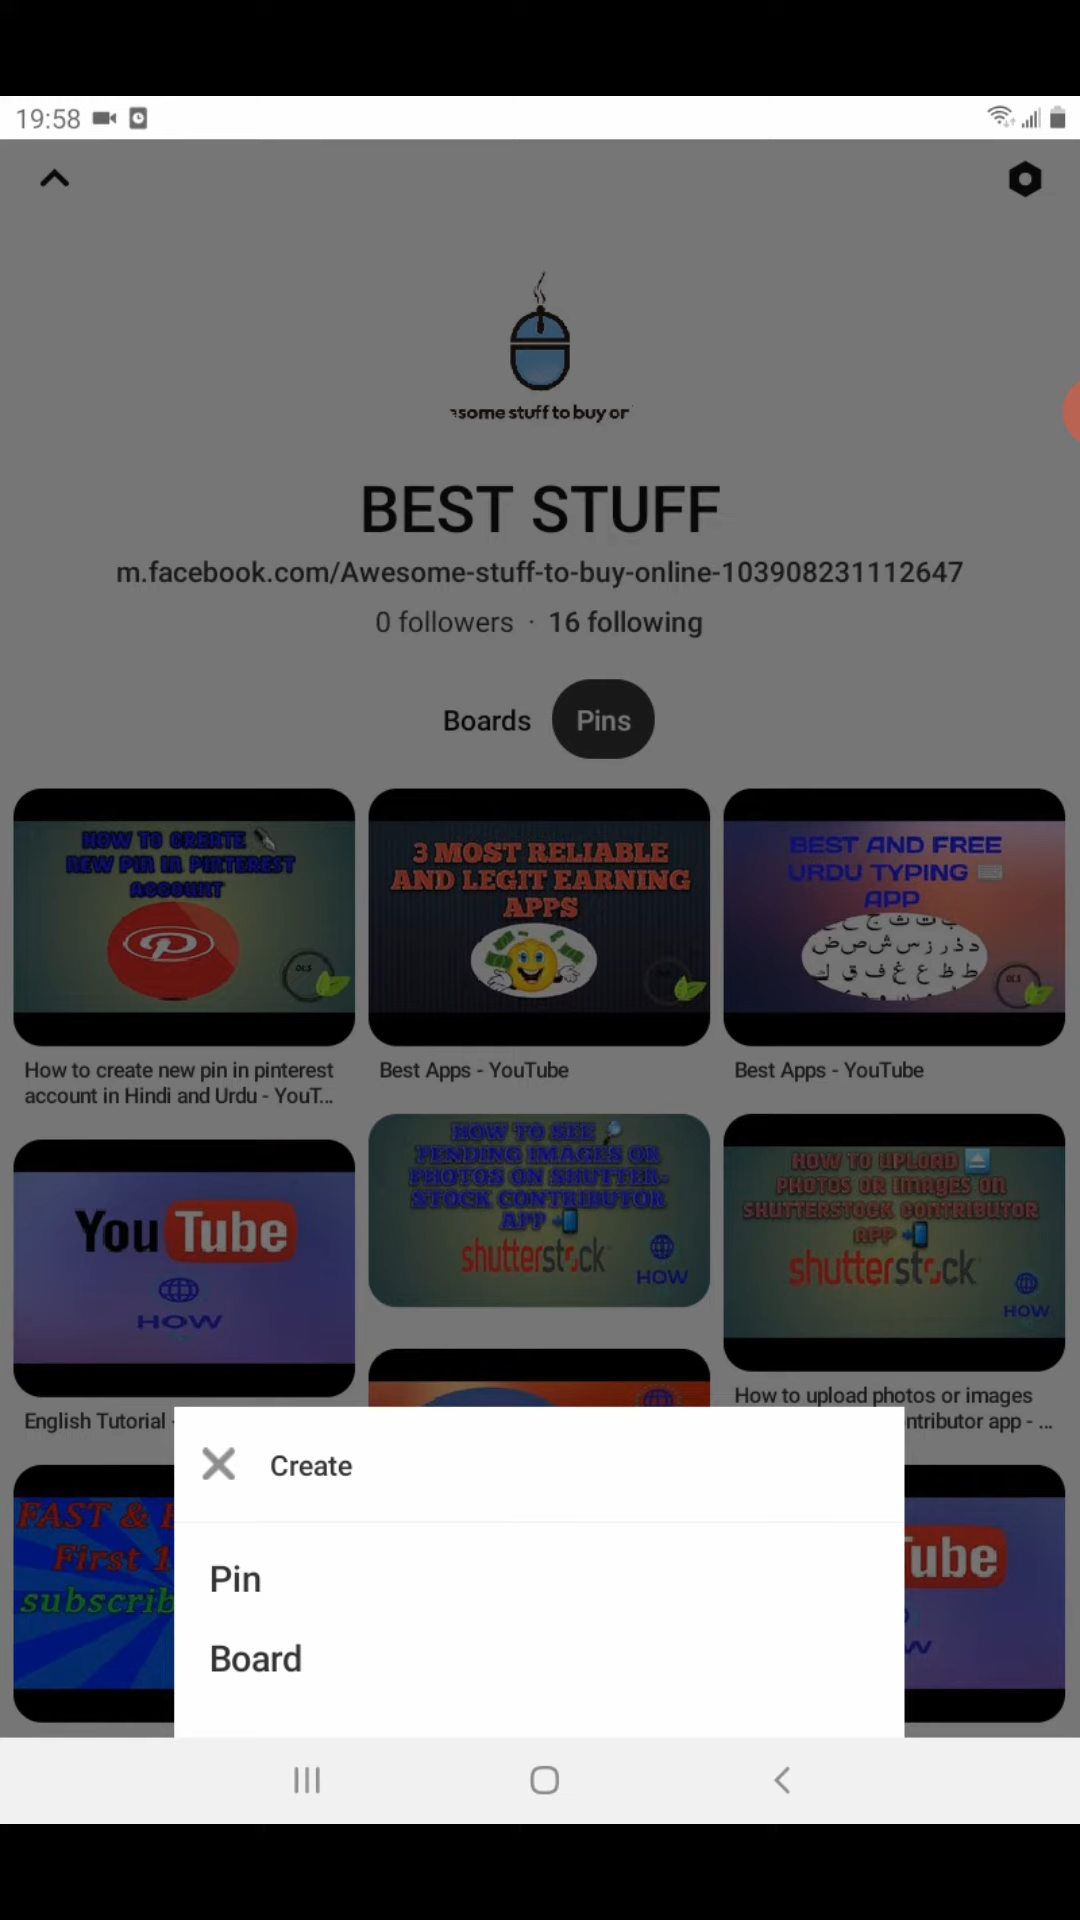 19:58
some stuff to buy or
BEST STUFF
m.facebook.com/Awesome-stuff-to-buy-online-103908231112647
0 followers · 16 following
Boards
Pins
HOW TO CREATE
NEW PIN IN PINTEREST
ACCOUNT
How to create new pin in pinterest
account in Hindi and Urdu - YouT...
3 MOST RELIABLE
AND LEGIT EARNING
APPS
Best Apps - YouTube
BEST AND FREE
URDU TYPING
APP
د ذ ر ز س ش ص ض
ط ظ ع غ ف ق ل
Best Apps - YouTube
YouTube
HOW
English Tutorial
HOW TO SEE
PENDING IMAGES OR
PHOTOS ON SHUTTER-
STOCK CONTRIBUTOR
APP
shutterstock
HOW
HOW TO UPLOAD
PHOTOS OR IMAGES ON
SHUTTERSTOCK CONTRIBUTOR
APP
shutterstock
HOW
How to upload photos or images
ntributor app - ...
FAST &
First 1
subscrib
Tube
Create
Pin
Board